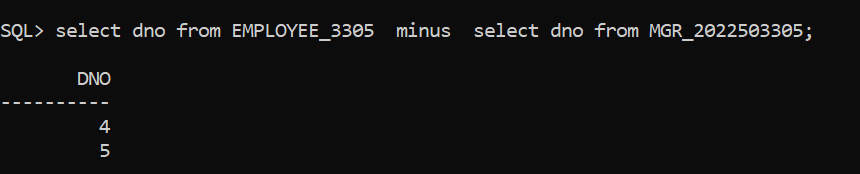 SQL> select dno from EMPLOYEE_3305  minus  select dno from MGR_2022503305;
DNO
----------
4
5